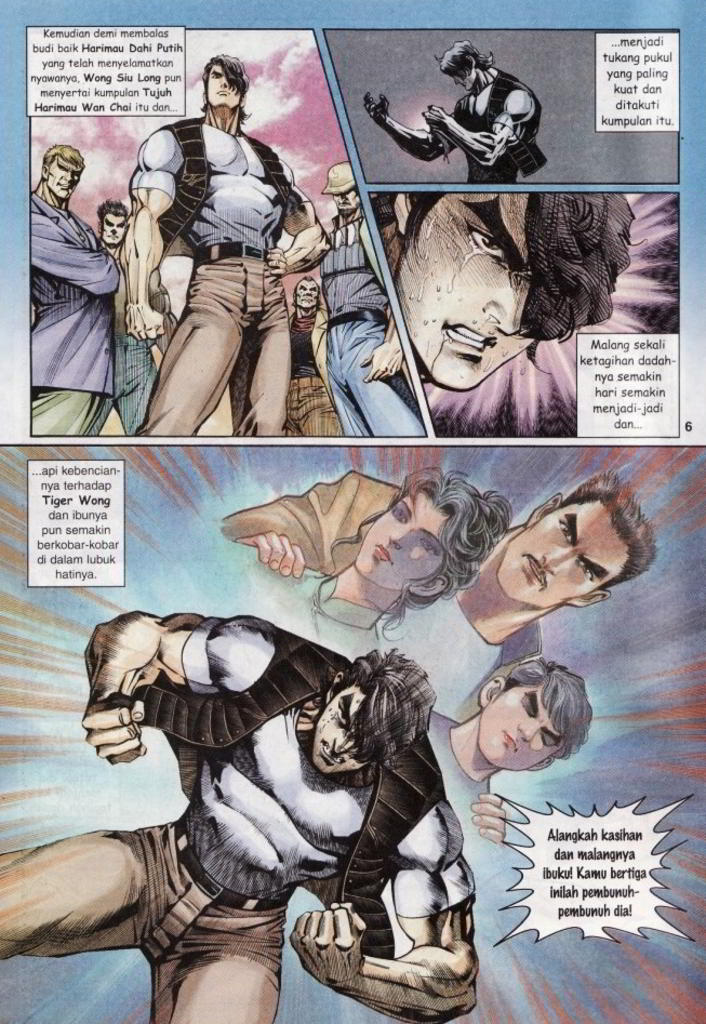 Kemudian demi membalas
budi baik Harimau Dahi Putih
yang telah menyelamatkan
nyawanya, Wong Siu Long pun
menyertai kumpulan Tujuh
Harimau Wan Chai itu dan...
...menjadi
tukang pukul
yang paling
kuat dan
ditakuti
kumpulan itu.
Malang sekali
ketagihan dadah-
nya semakin
hari semakin
menjadi-jadi
dan...
6
...api kebencian-
nya terhadap
Tiger Wong
dan ibunya
pun semakin
berkobar-kobar
di dalam lubuk
hatinya.
Alangkah kasihan
dan malangnya
ibuku! Kamu bertiga
inilah pembunuh-
pembunuh dia!